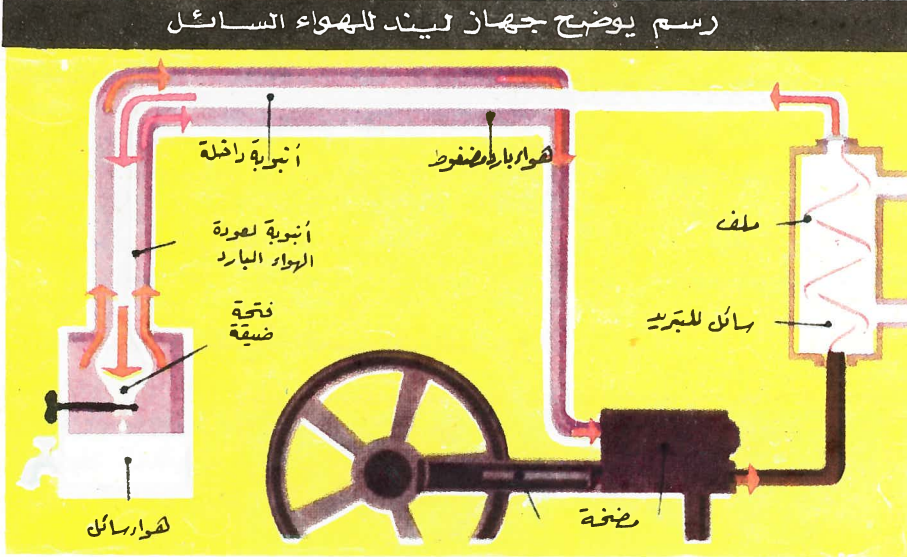 رسم يوضح جهاز ليند للهواء السائل
أنبوبة داخلة
هواء بارد مضغوط
ملف
أنبوبة لعودة
الهواء البارد
فتحة
ضيقة
سائل للتبريد
مضخة
هواء سائل